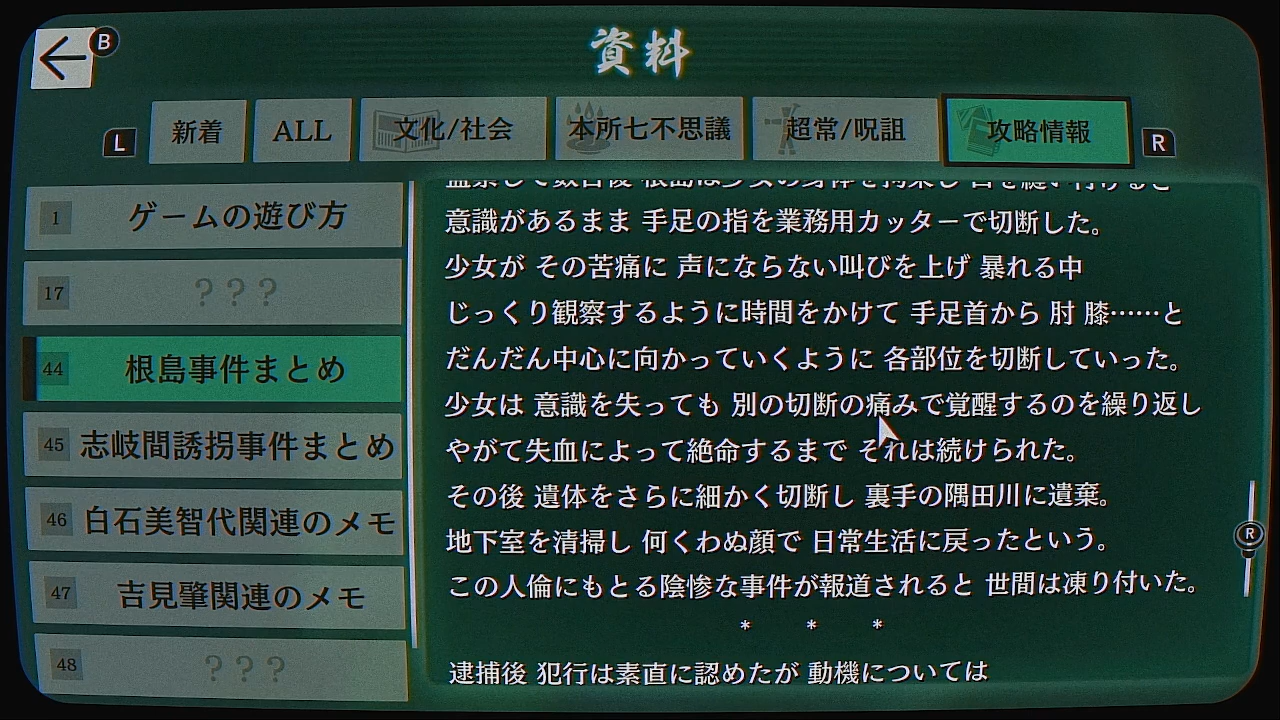 B
資料
L
新着
ALL
文化/社会
本所七不思議
超常/呪詛
攻略情報
R
1 ゲームの遊び方
17 ？？？
44 根島事件まとめ
45 志岐間誘拐事件まとめ
46 白石美智代関連のメモ
47 吉見肇関連のメモ
48 ？？？
意識があるまま 手足の指を業務用カッターで切断した。
少女が その苦痛に 声にならない叫びを上げ 暴れる中
じっくり観察するように時間をかけて 手足首から 肘 膝……と
だんだん中心に向かっていくように 各部位を切断していった。
少女は 意識を失っても 別の切断の痛みで覚醒するのを繰り返し
やがて失血によって絶命するまで それは続けられた。
その後 遺体をさらに細かく切断し 裏手の隅田川に遺棄。
地下室を清掃し 何くわぬ顔で 日常生活に戻ったという。
この人倫にもとる陰惨な事件が報道されると 世間は凍り付いた。
* * *
逮捕後 犯行は素直に認めたが 動機については
R